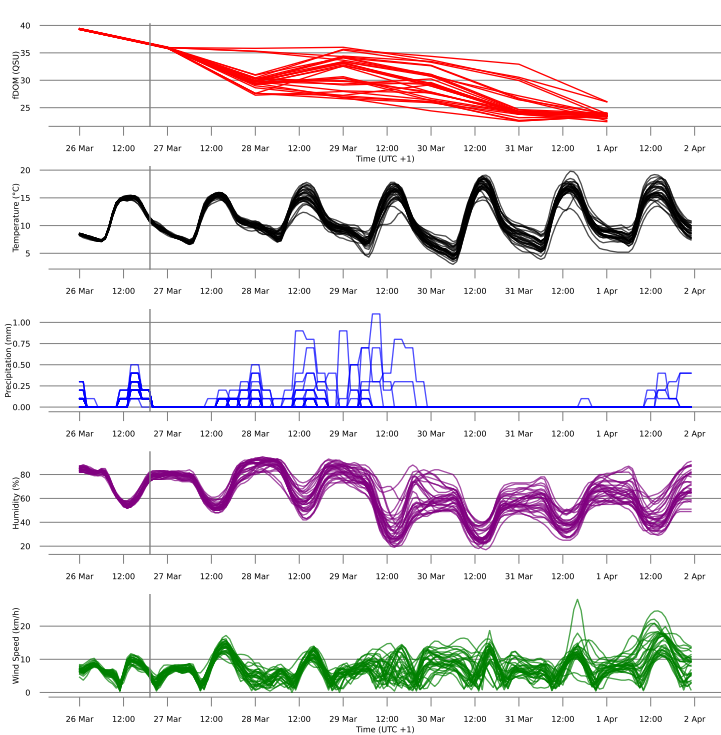 fDOM (QSU)
40
35
30
25
26 Mar 12:00 27 Mar 12:00 28 Mar 12:00 29 Mar 12:00 30 Mar 12:00 31 Mar 12:00 1 Apr 12:00 2 Apr
Time (UTC +1)
Temperature (°C)
20
15
10
5
26 Mar 12:00 27 Mar 12:00 28 Mar 12:00 29 Mar 12:00 30 Mar 12:00 31 Mar 12:00 1 Apr 12:00 2 Apr
Precipitation (mm)
1.00
0.75
0.50
0.25
0.00
26 Mar 12:00 27 Mar 12:00 28 Mar 12:00 29 Mar 12:00 30 Mar 12:00 31 Mar 12:00 1 Apr 12:00 2 Apr
Humidity (%)
80
60
40
20
26 Mar 12:00 27 Mar 12:00 28 Mar 12:00 29 Mar 12:00 30 Mar 12:00 31 Mar 12:00 1 Apr 12:00 2 Apr
Wind Speed (km/h)
20
10
0
26 Mar 12:00 27 Mar 12:00 28 Mar 12:00 29 Mar 12:00 30 Mar 12:00 31 Mar 12:00 1 Apr 12:00 2 Apr
Time (UTC +1)